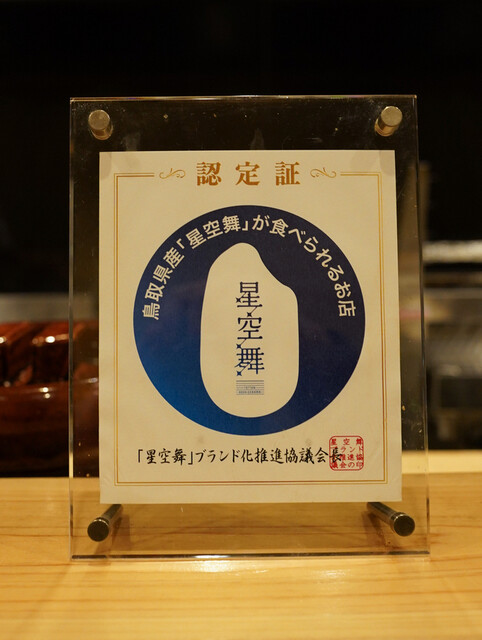 認定証
鳥取県産「星空舞」が食べられるお店
星空舞
「星空舞」ブランド化推進協議会長